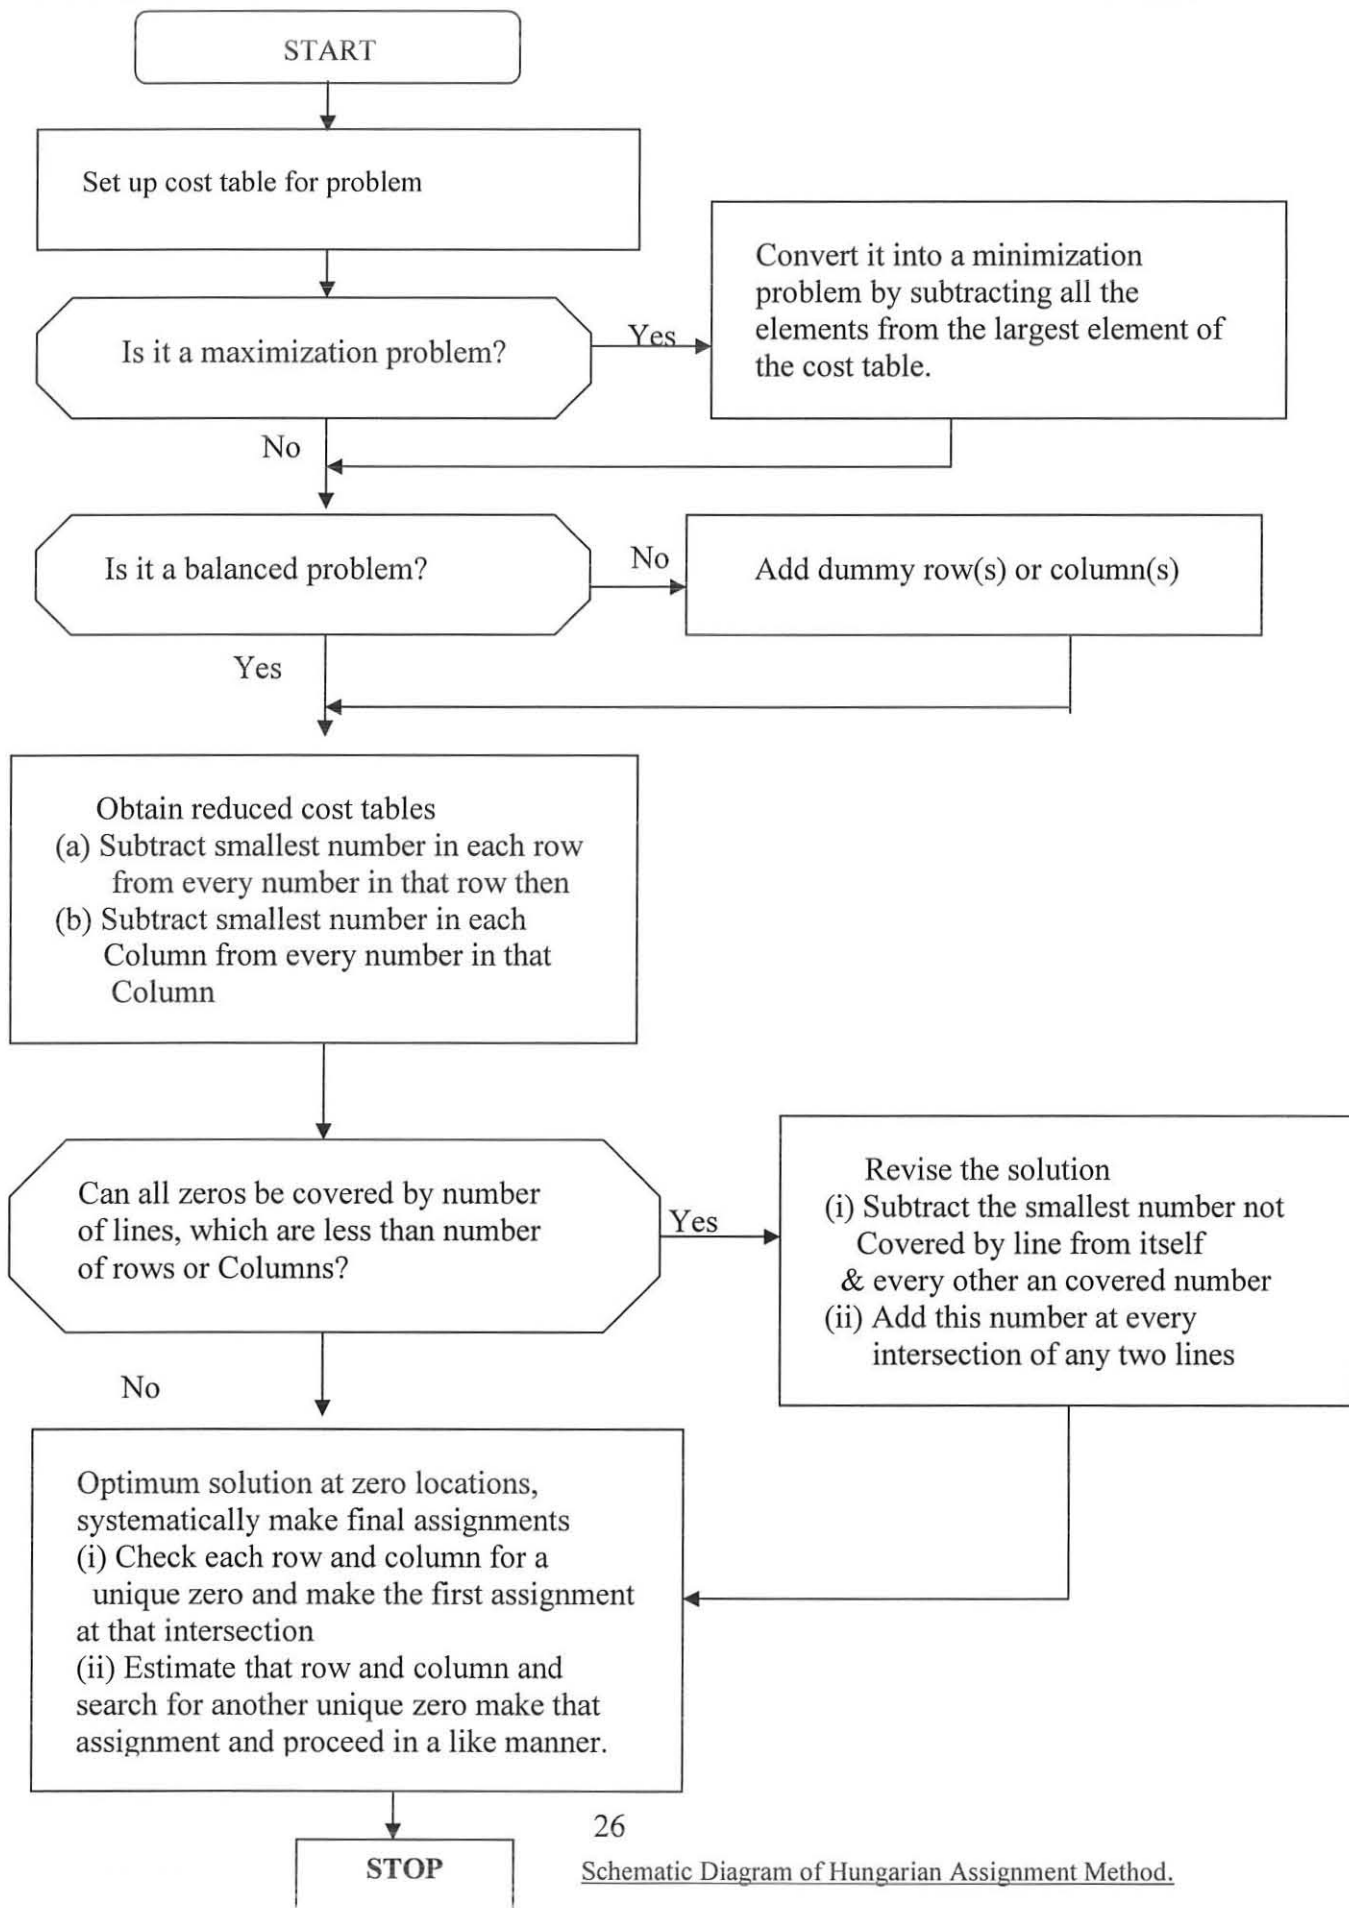 START
Set up cost table for problem
Is it a maximization problem?
Yes
Convert it into a minimization
problem by subtracting all the
elements from the largest element of
the cost table.
No
Is it a balanced problem?
No
Add dummy row(s) or column(s)
Yes
Obtain reduced cost tables
(a) Subtract smallest number in each row
from every number in that row then
(b) Subtract smallest number in each
Column from every number in that
Column
Can all zeros be covered by number
of lines, which are less than number
of rows or Columns?
Yes
Revise the solution
(i) Subtract the smallest number not
Covered by line from itself
& every other an covered number
(ii) Add this number at every
intersection of any two lines
No
Optimum solution at zero locations,
systematically make final assignments
(i) Check each row and column for a
unique zero and make the first assignment
at that intersection
(ii) Estimate that row and column and
search for another unique zero make that
assignment and proceed in a like manner.
26
STOP
Schematic Diagram of Hungarian Assignment Method.